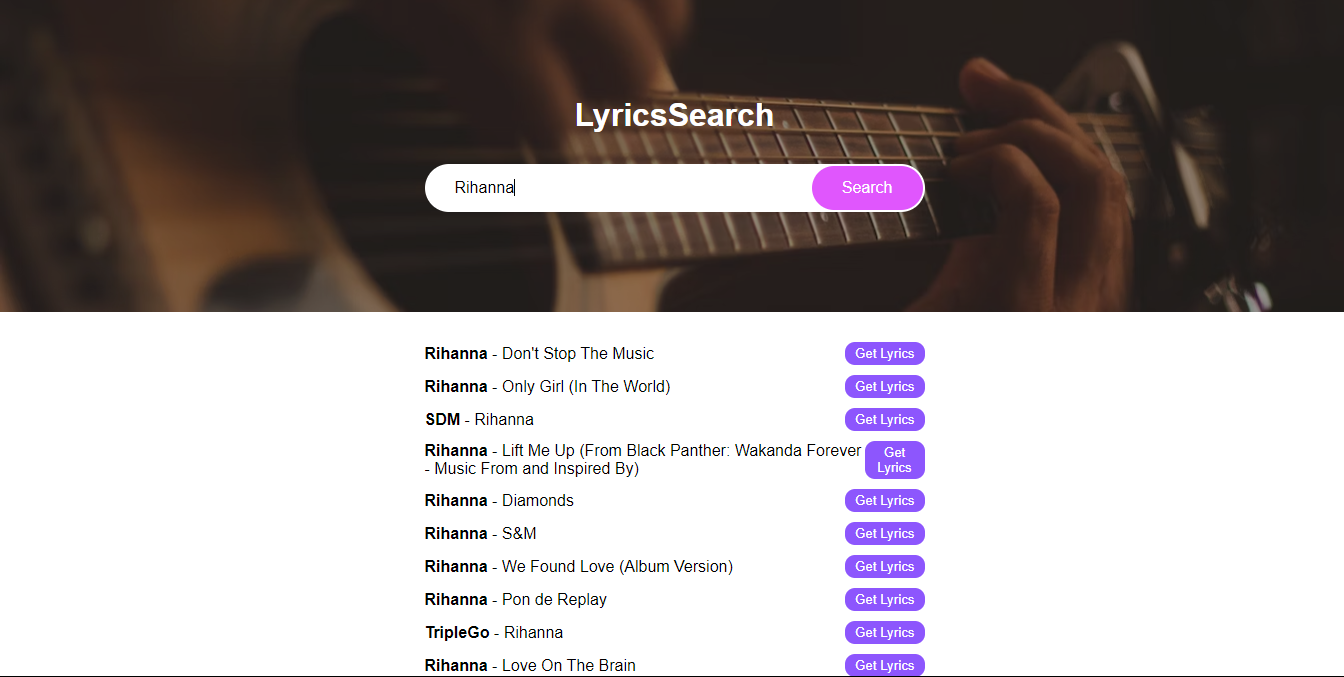 LyricsSearch
Rihanna
Search
Rihanna - Don't Stop The Music
Get Lyrics
Rihanna - Only Girl (In The World)
Get Lyrics
SDM - Rihanna
Get Lyrics
Rihanna - Lift Me Up (From Black Panther: Wakanda Forever
- Music From and Inspired By)
Get
Lyrics
Rihanna - Diamonds
Get Lyrics
Rihanna - S&M
Get Lyrics
Rihanna - We Found Love (Album Version)
Get Lyrics
Rihanna - Pon de Replay
Get Lyrics
TripleGo - Rihanna
Get Lyrics
Rihanna - Love On The Brain
Get Lyrics